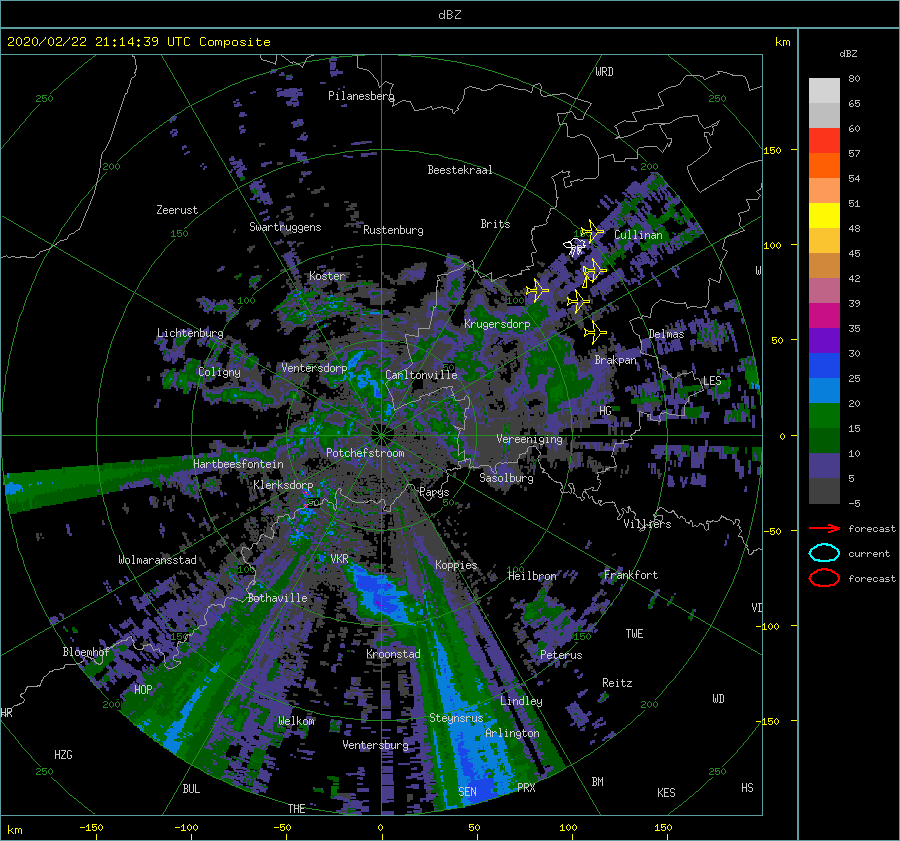 dBZ
2020/02/22 21:14:39 UTC Composite
km
dBZ
WRD
80
250
Pilanesberg
250
65
60
150
57
200
Beestekraal
200
54
Zeerust
51
150
Swartruggens
Rustenburg
Brits
Cullinan
48
100
45
Koster
42
100
100
39
Lichtenburg
Krugersdorp
Delmas
35
50
Ventersdorp
Brakpan
30
Coligny
Carltonville
LES
25
HG
20
Vereeniging
0
15
Potchefstroom
10
Hartbeesfontein
Klerksdorp
Sasolburg
5
Parys
50
50
-5
Villiers
forecast
-50
current
Wolmaransstad
VKR
Koppies
100
100
Heilbron
Frankfort
forecast
Bothaville
VD
-100
150
150
TWE
Bloemhof
Kroonstad
Peterus
HOP
Reitz
200
Lindley
200
WD
HR
Welkom
Steynsrus
-150
Arlington
Ventersburg
HZG
250
250
BUL
SEN
PRX
BM
KES
HS
THE
km
-150
-100
-50
0
50
100
150